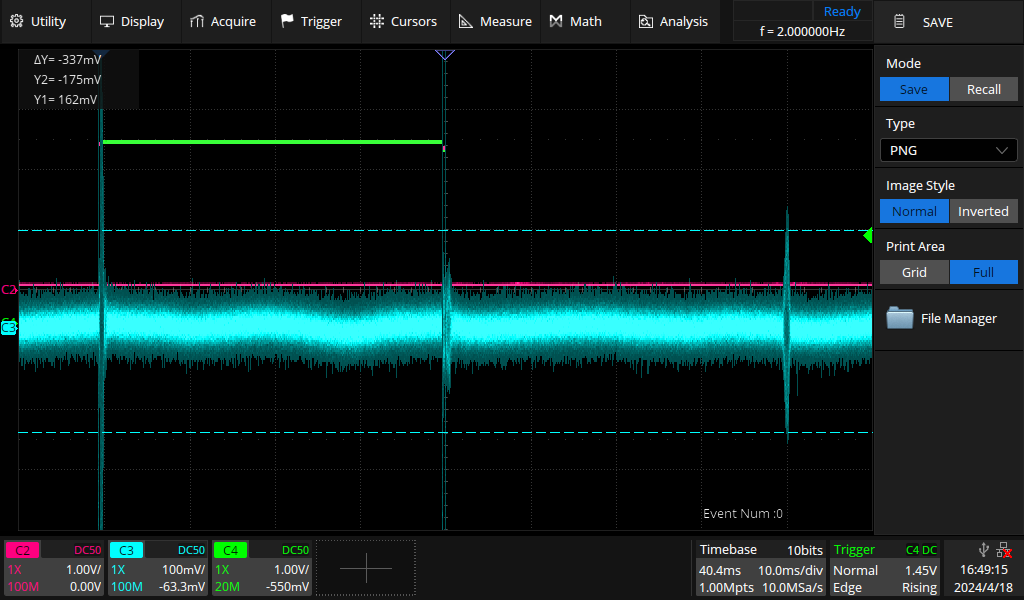 Utility Display Acquire Trigger Cursors Measure Math Analysis
Ready
f = 2.000000Hz
SAVE
ΔY= -337mV
Y2= -175mV
Y1= 162mV
Mode
Save Recall
Type
PNG
Image Style
Normal Inverted
Print Area
Grid Full
File Manager
C2
C3
Event Num :0
C2 DC50
1X 1.00V/
100M 0.00V
C3 DC50
1X 100mV/
100M -63.3mV
C4 DC50
1X 1.00V/
20M -550mV
Timebase 10bits
40.4ms 10.0ms/div
1.00Mpts 10.0MSa/s
Trigger C4 DC
Normal 1.45V
Edge Rising
16:49:15
2024/4/18